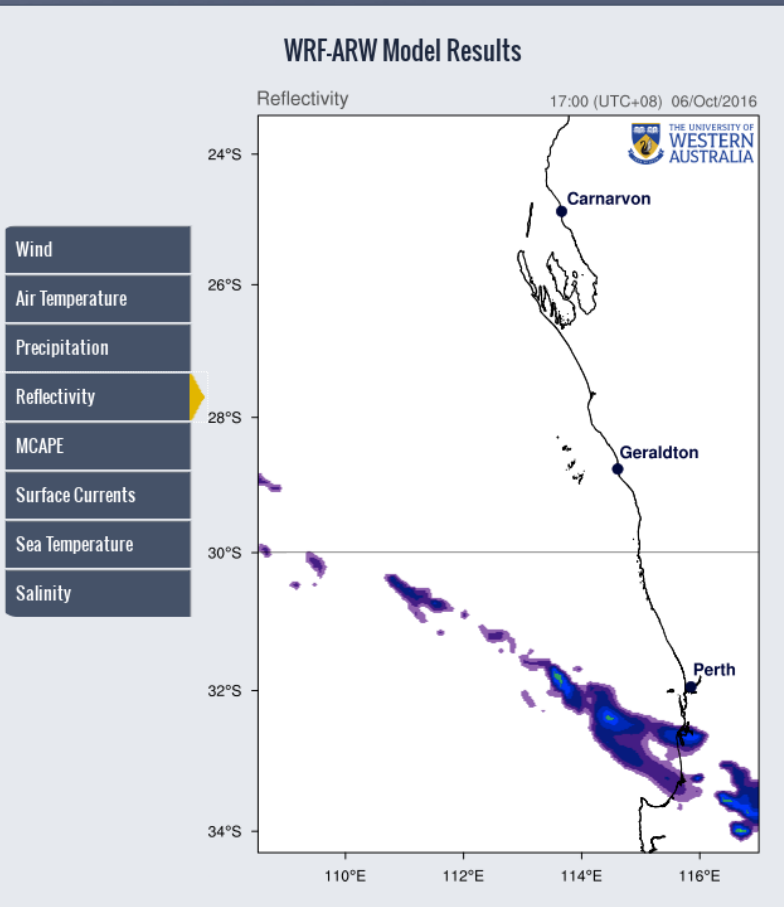 WRF-ARW Model Results
Reflectivity
17:00 (UTC+08) 06/Oct/2016
THE UNIVERSITY OF
WESTERN
AUSTRALIA
24°S
Carnarvon
Wind
26°S
Air Temperature
Precipitation
Reflectivity
28°S
MCAPE
Geraldton
Surface Currents
Sea Temperature
30°S
Salinity
Perth
32°S
34°S
110°E
112°E
114°E
116°E